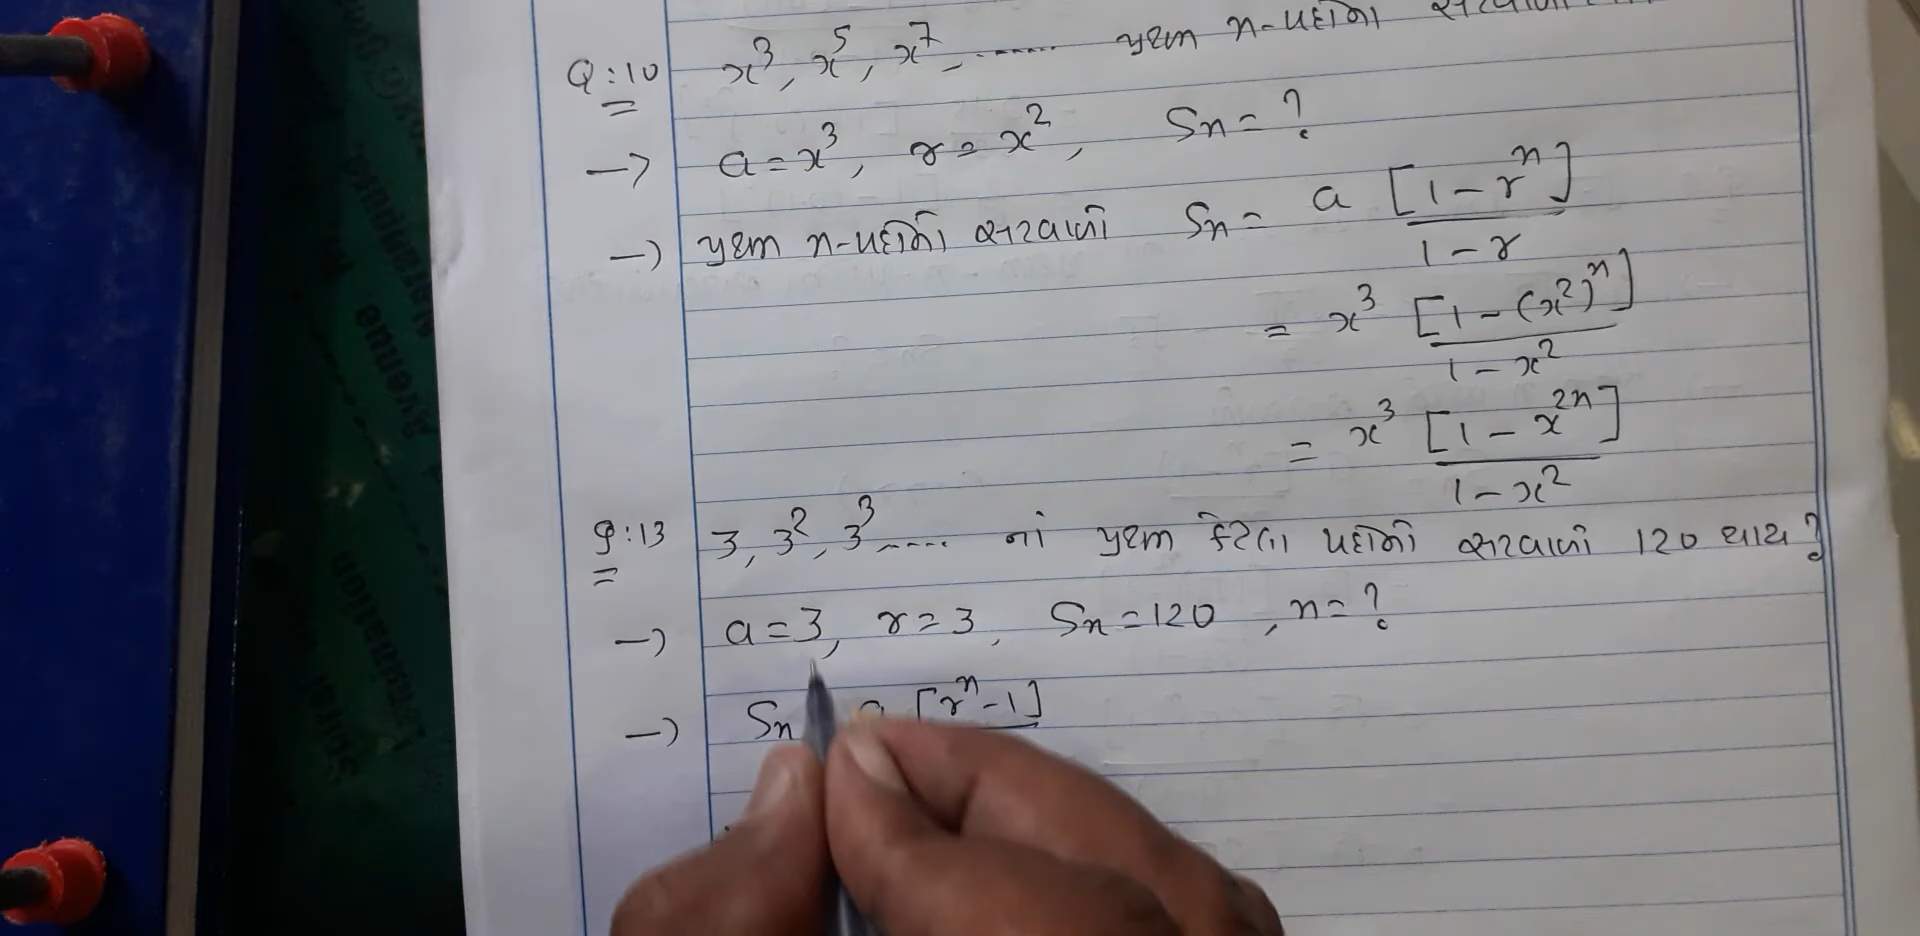 Q:10 x³, x⁵, x⁷, ...... પ્રથમ n-પદોનો
→ a = x³, r = x², Sn = ?
→ પ્રથમ n-પદોનો સરવાળો Sn = a [1 - rⁿ] / 1 - r
= x³ [1 - (x²)ⁿ] / 1 - x²
= x³ [1 - x²ⁿ] / 1 - x²
Q:13 3, 3², 3³, .... નાં પ્રથમ કેટલા પદોનો સરવાળો 120 થાય?
→ a = 3, r = 3, Sn = 120, n = ?
→ Sn a [rⁿ - 1]